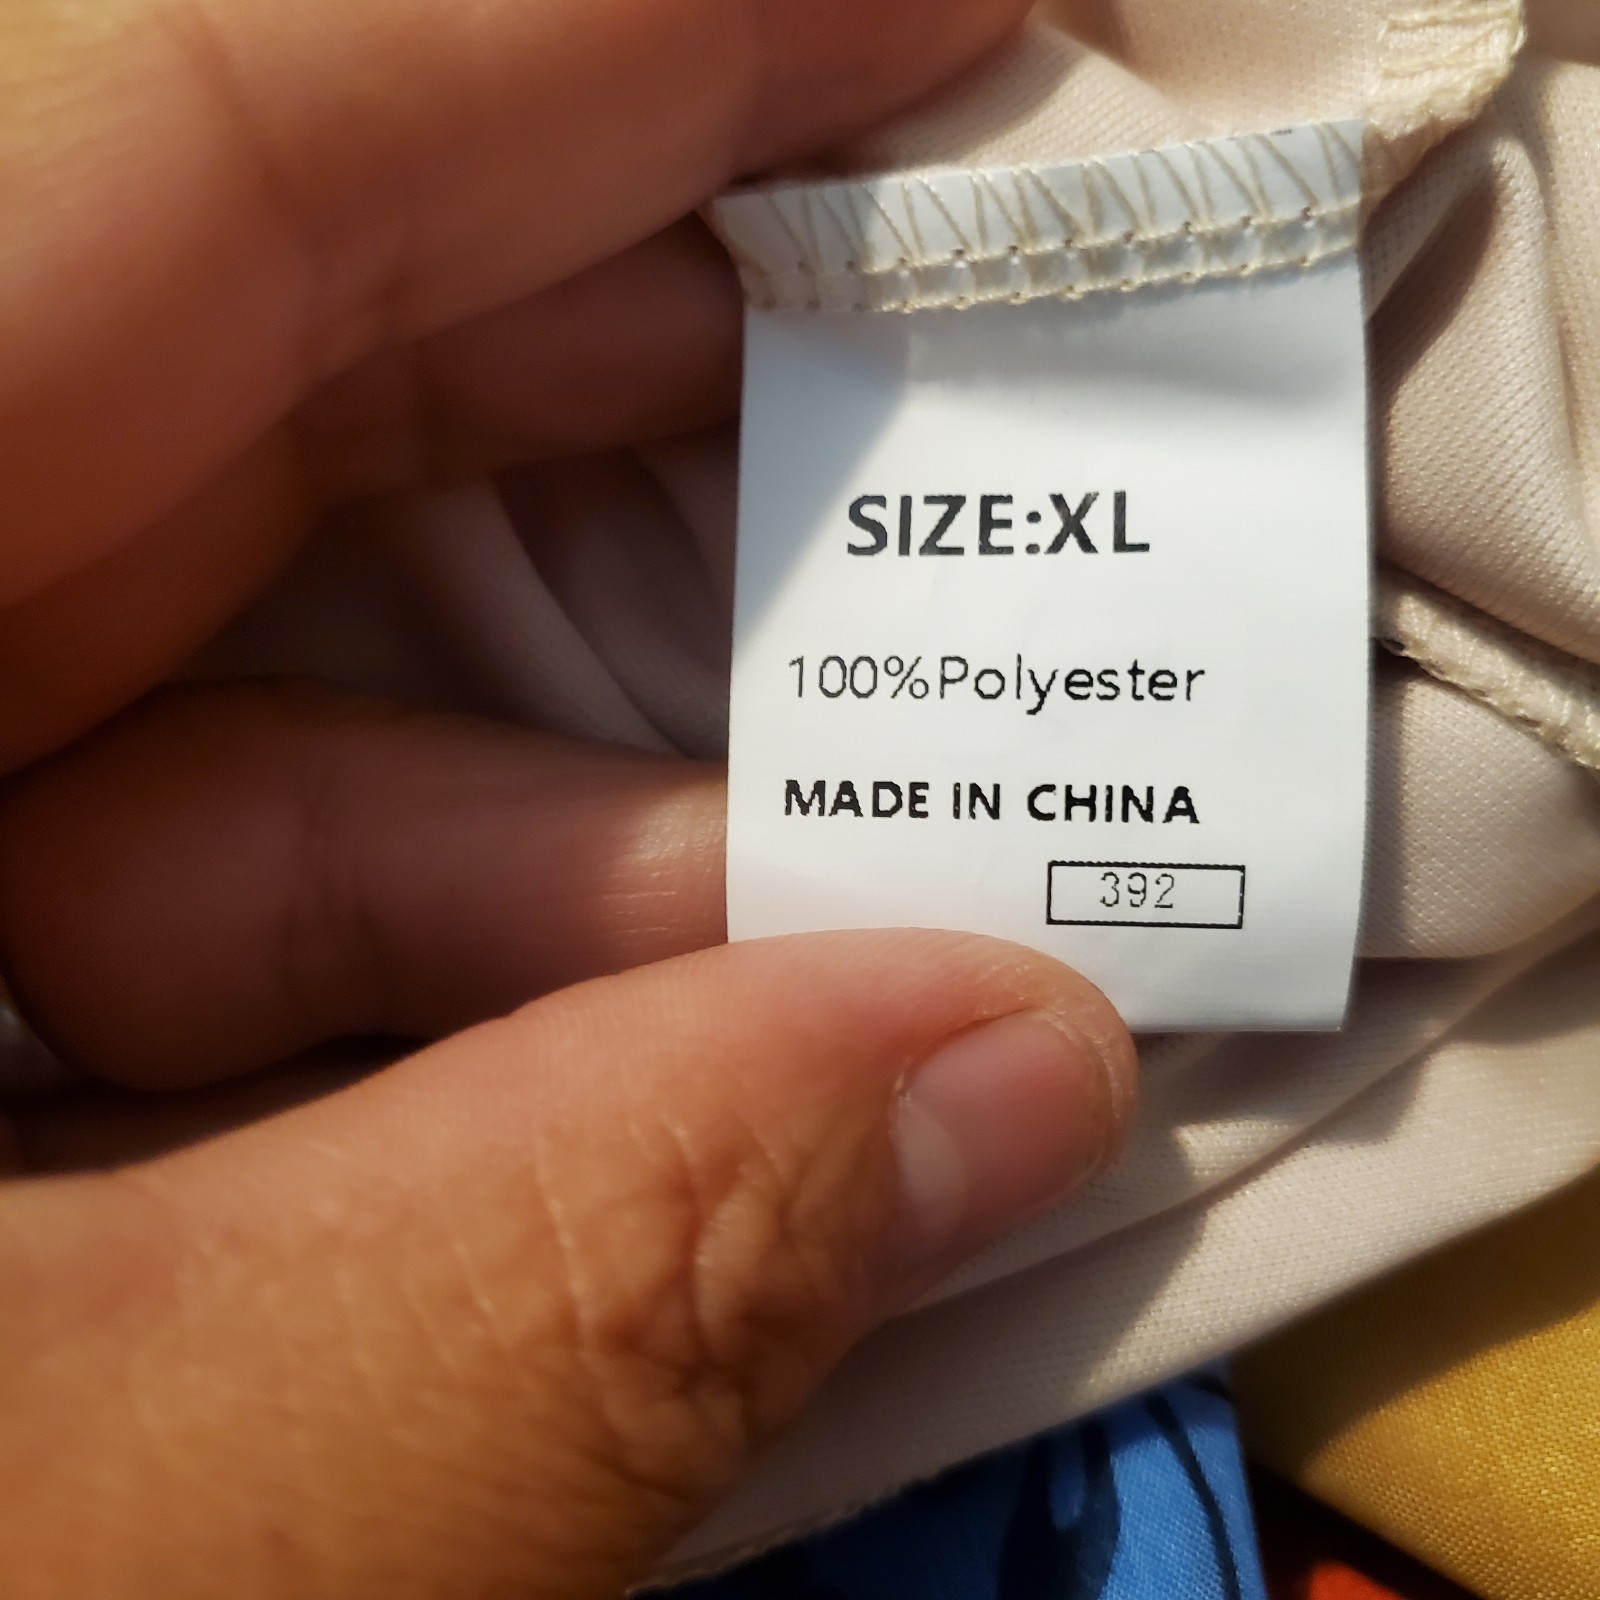 SIZE:XL
100%Polyester
MADE IN CHINA
392